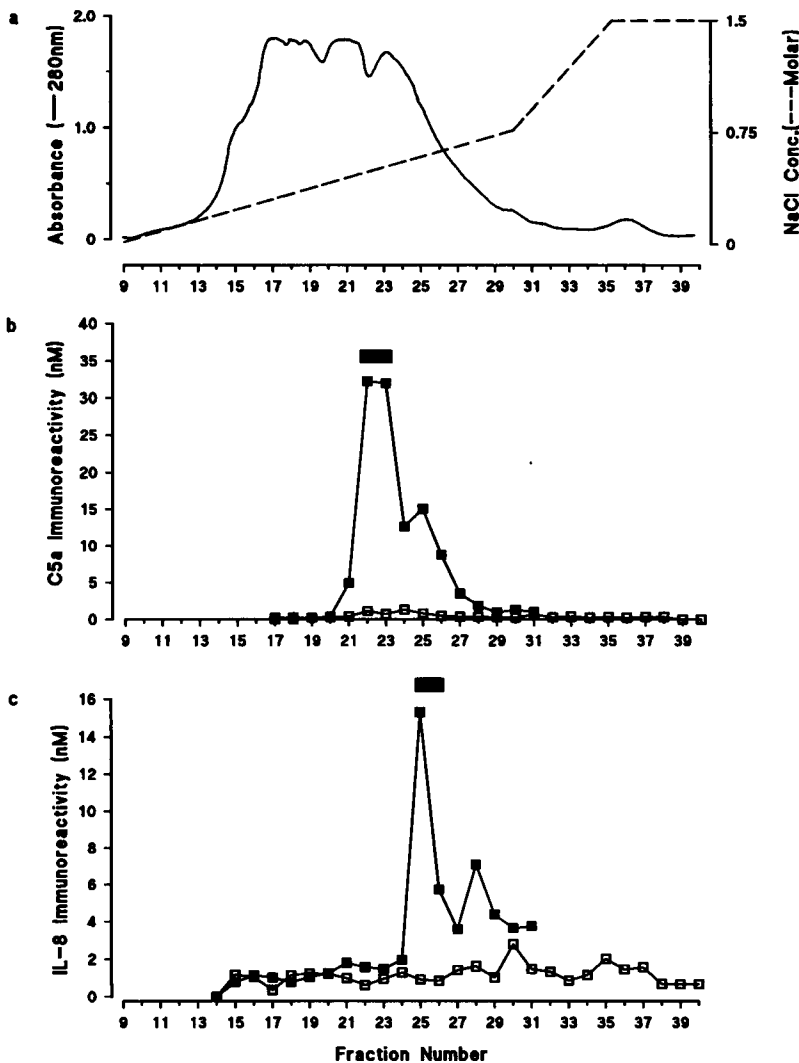 a
2.0
1.0
0
Absorbance (—280nm)
1.5
0.75
0
NaCl Conc.(---Molar)
9 11 13 15 17 19 21 23 25 27 29 31 33 35 37 39
b
40
35
30
25
20
15
10
5
0
C5a Immunoreactivity (nM)
9 11 13 15 17 19 21 23 25 27 29 31 33 35 37 39
c
16
14
12
10
8
6
4
2
0
IL-8 Immunoreactivity (nM)
9 11 13 15 17 19 21 23 25 27 29 31 33 35 37 39
Fraction Number